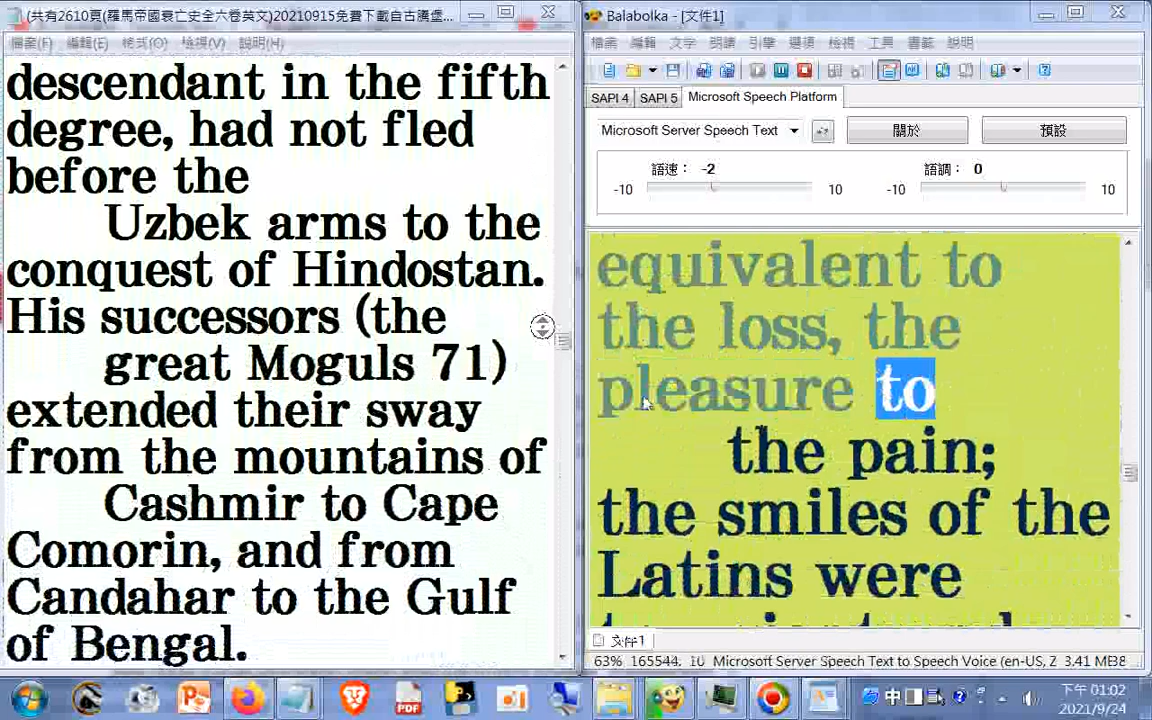 (共有2610頁(羅馬帝國衰亡史全六卷英文)20210915免費下載自古騰堡...
檔案(F) 編輯(E) 格式(O) 檢視(V) 說明(H)
descendant in the fifth
degree, had not fled
before the
Uzbek arms to the
conquest of Hindostan.
His successors (the
great Moguls 71)
extended their sway
from the mountains of
Cashmir to Cape
Comorin, and from
Candahar to the Gulf
of Bengal.
Balabolka - [文件1]
檔案 編輯 文字 朗讀 引擎 選項 檢視 工具 書籤 說明
SAPI 4 SAPI 5 Microsoft Speech Platform
Microsoft Server Speech Text 關於 預設
語速： -2 語調： 0
-10 10 -10 10
equivalent to
the loss, the
pleasure to
the pain;
the smiles of the
Latins were
文件1
63% 165544. 10 Microsoft Server Speech Text to Speech Voice (en-US, Z 3.41 MB38
PDF 中 下午 01:02
2021/9/24